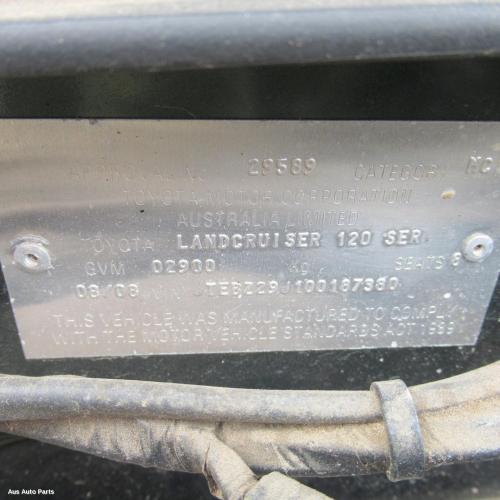 APPROVAL No. 29589 CATEGORY MC
TOYOTA MOTOR CORPORATION
AUSTRALIA LIMITED
TOYOTA LANDCRUISER 120 SER.
GVM 02900 kg SEATS 8
08/08 VIN JTEBZ29J100187380
THIS VEHICLE WAS MANUFACTURED TO COMPLY
WITH THE MOTOR VEHICLE STANDARDS ACT 1989
Aus Auto Parts